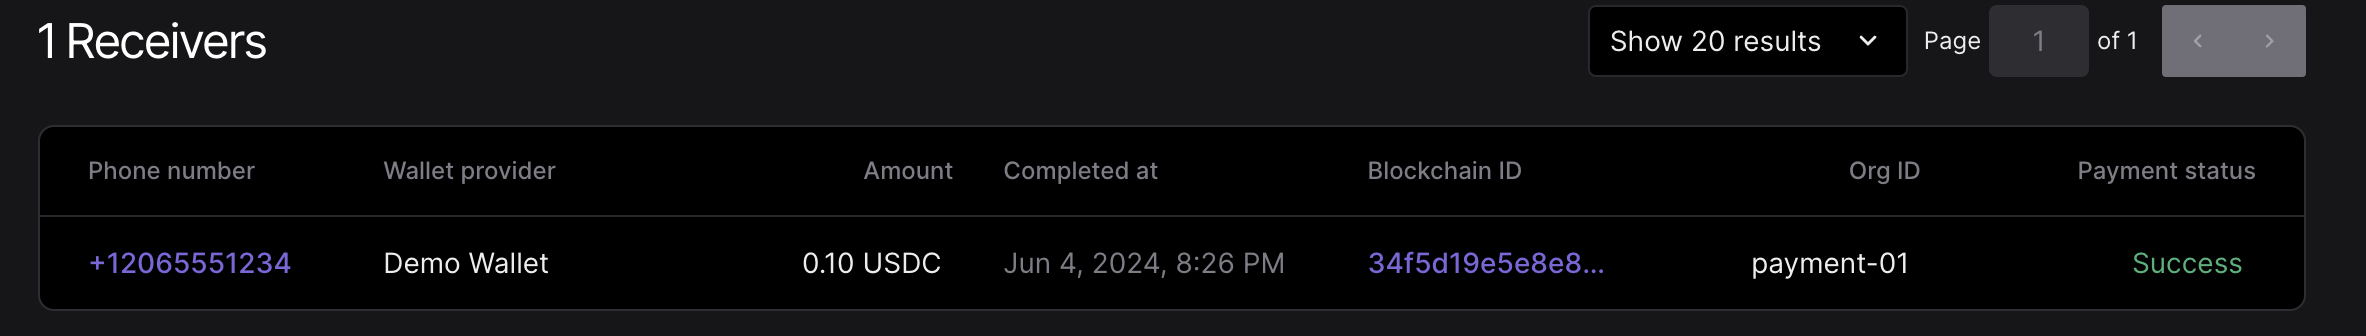 1 Receivers
Show 20 results Page 1 of 1
Phone number Wallet provider Amount Completed at Blockchain ID Org ID Payment status
+12065551234 Demo Wallet 0.10 USDC Jun 4, 2024, 8:26 PM 34f5d19e5e8e8... payment-01 Success